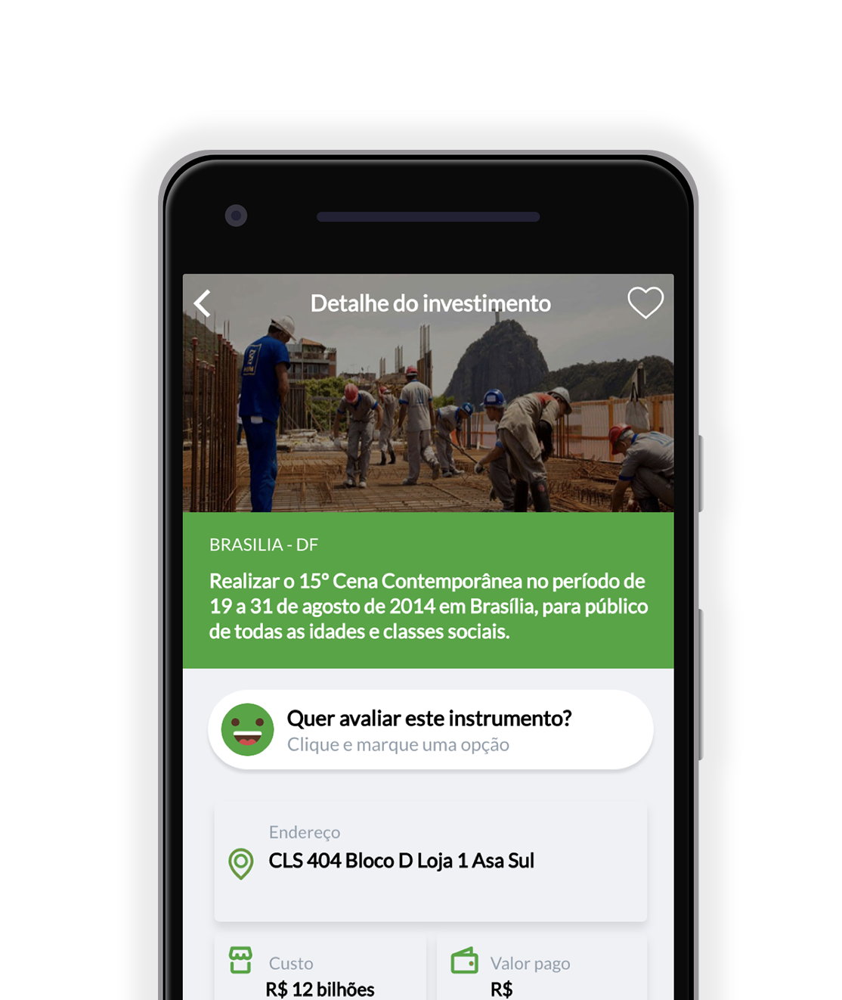 Detalhe do investimento
BRASILIA - DF
Realizar o 15º Cena Contemporânea no período de
19 a 31 de agosto de 2014 em Brasília, para público
de todas as idades e classes sociais.
Quer avaliar este instrumento?
Clique e marque uma opção
Endereço
CLS 404 Bloco D Loja 1 Asa Sul
Custo
Valor pago
R$ 12 bilhões
R$